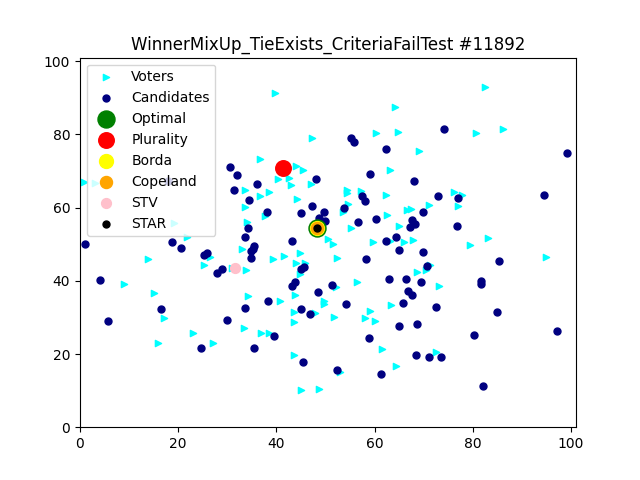 WinnerMixUp_TieExists_CriteriaFailTest #11892
Voters
Candidates
Optimal
Plurality
Borda
Copeland
STV
STAR
100
80
60
40
20
0
0 20 40 60 80 100